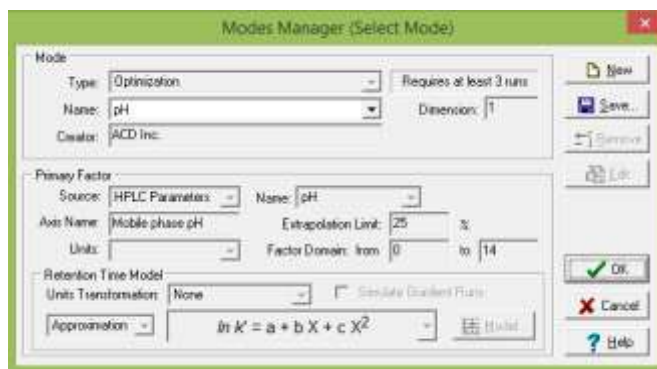 Modes Manager (Select Mode)
Mode
Type: Optimization Requires at least 3 runs
Name: pH Dimension: 1
Creator: ACD Inc.
Primary Factor
Source: HPLC Parameters Name: pH
Axis Name: Mobile phase pH Extrapolation Limit: 25 %
Units: Factor Domain: from 0 to 14
Retention Time Model
Units Transformation: None Simulate Gradient Runs
Approximation ln k' = a + b X + c X² Model
New
Save...
Remove
Edit
OK
Cancel
Help